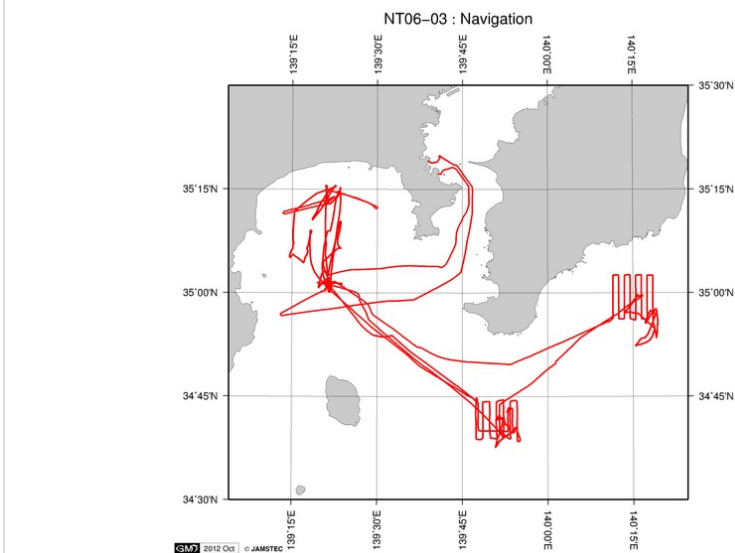 NT06–03 : Navigation
139°15'E 139°30'E 139°45'E 140°00'E 140°15'E
35°30'N
35°15'N 35°15'N
35°00'N 35°00'N
34°45'N 34°45'N
34°30'N
139°15'E 139°30'E 139°45'E 140°00'E 140°15'E
GMD 2012 Oct © JAMSTEC